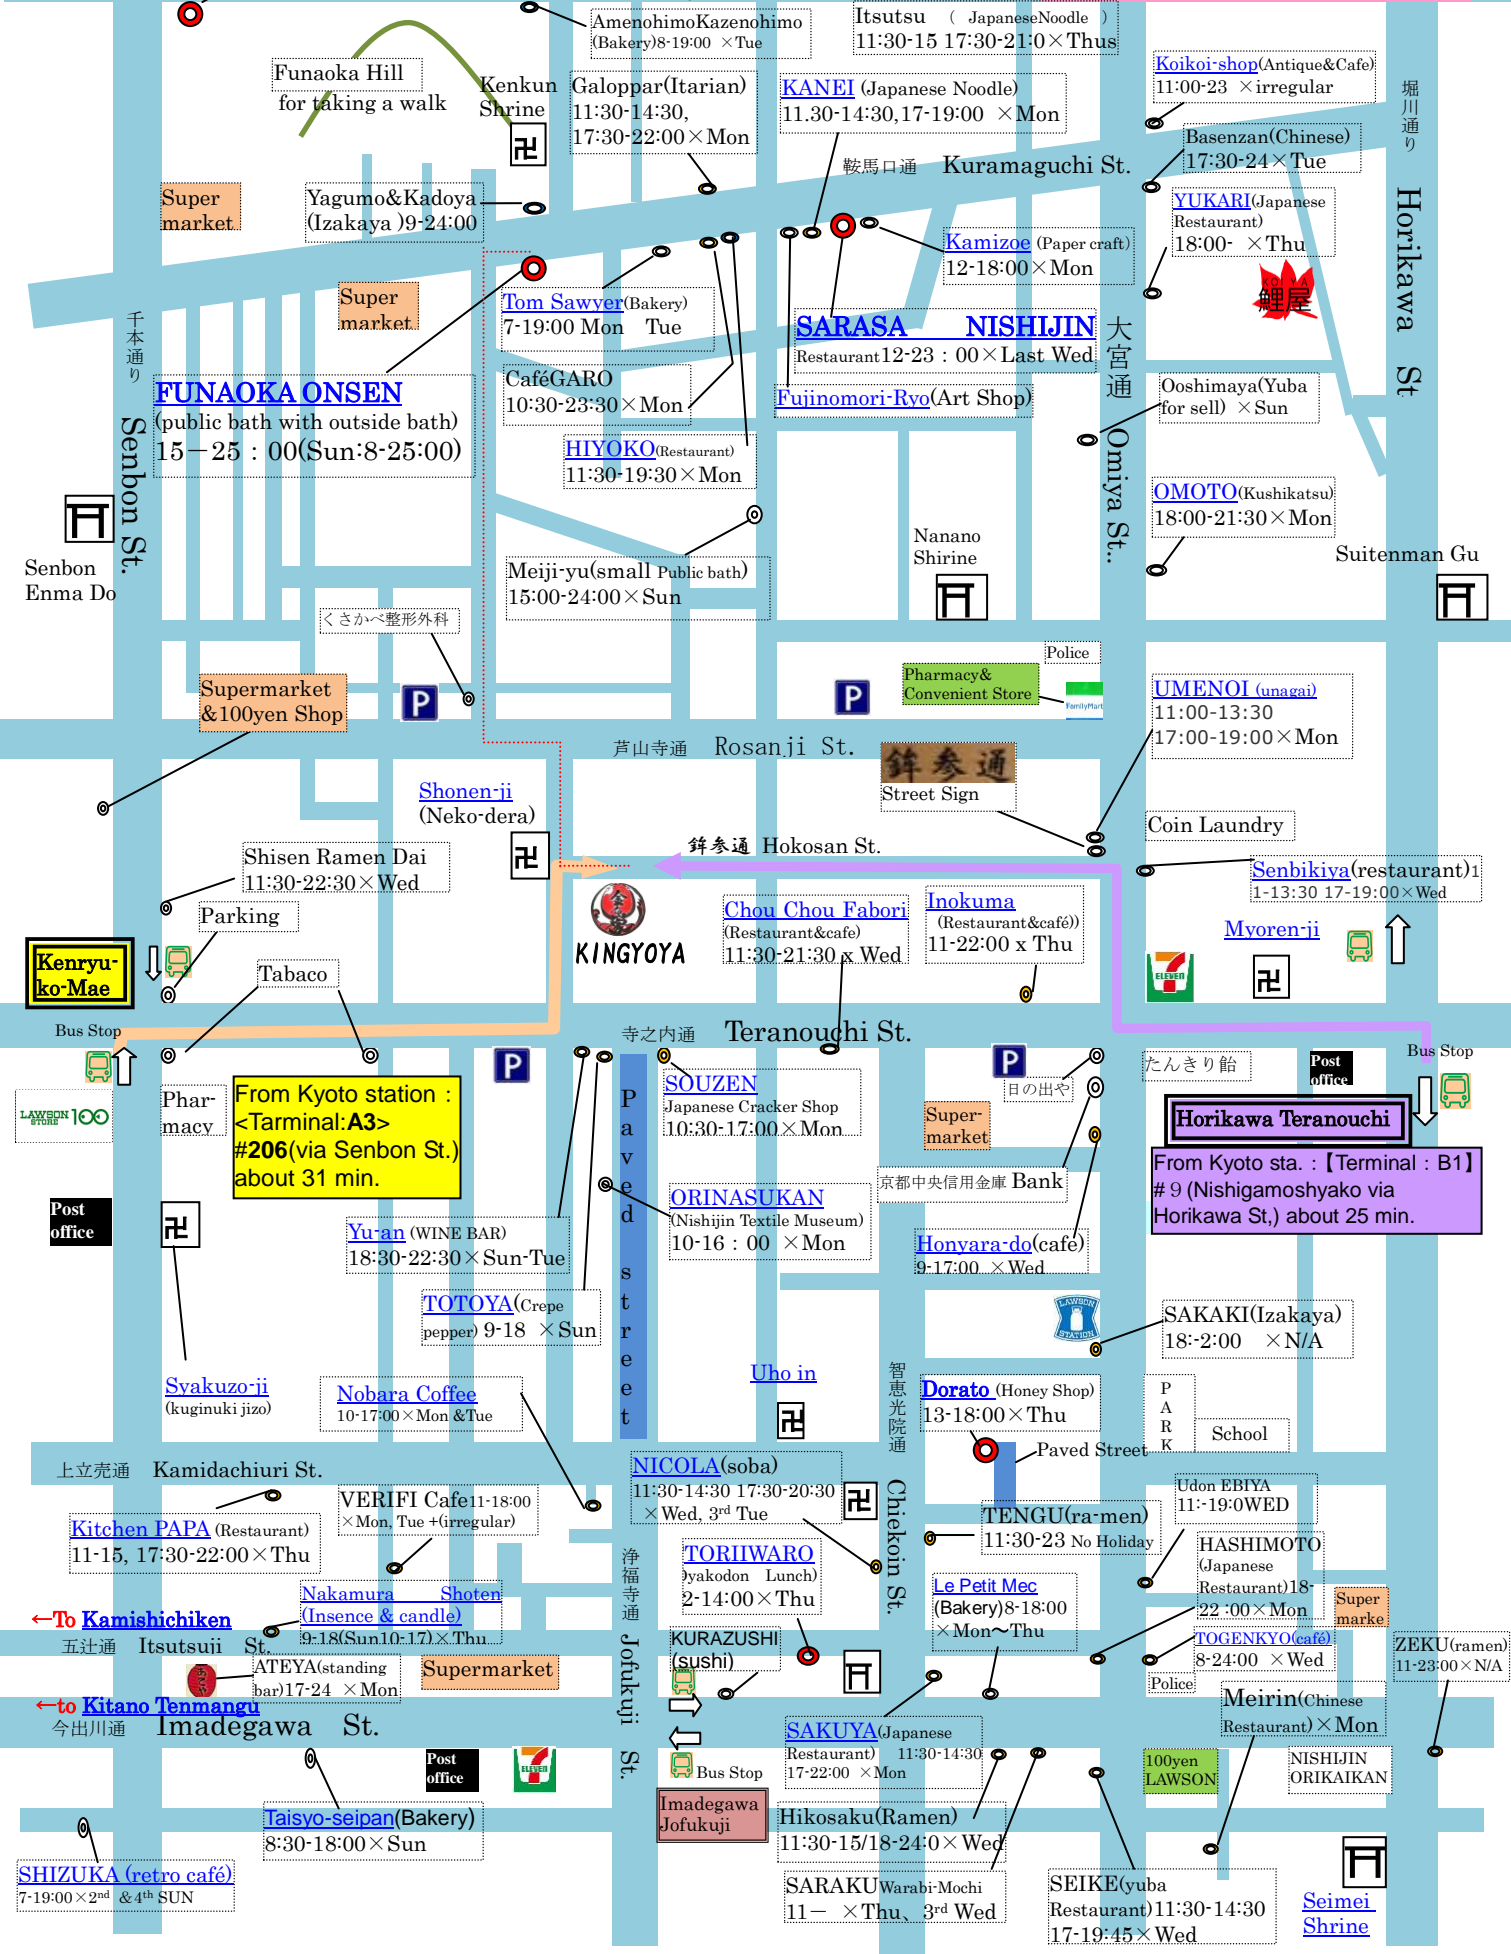 AmenohimoKazenohimo
(Bakery)8-19:00 ×Tue
Itsutsu （ JapaneseNoodle ）
11:30-15 17:30-21:0×Thus
Funaoka Hill
for taking a walk
Kenkun
Shrine
Galoppar(Itarian)
11:30-14:30,
17:30-22:00×Mon
KANEI (Japanese Noodle)
11.30-14:30,17-19:00 ×Mon
Koikoi-shop(Antique&Cafe)
11:00-23 ×irregular
堀川通り
Basenzan(Chinese)
17:30-24×Tue
鞍馬口通 Kuramaguchi St.
Super
market
Yagumo&Kadoya
(Izakaya )9-24:00
YUKARI(Japanese
Restaurant)
18:00- ×Thu
Horikawa St
Kamizoe (Paper craft)
12-18:00×Mon
KOIYA
鯉屋
Super
market
Tom Sawyer(Bakery)
7-19:00 Mon Tue
SARASA NISHIJIN
Restaurant12-23：00×Last Wed
千本通り
大宮通
CaféGARO
10:30-23:30×Mon
FUNAOKA ONSEN
(public bath with outside bath)
15－25：00(Sun:8-25:00)
Fujinomori-Ryo(Art Shop)
Ooshimaya(Yuba
for sell) ×Sun
Senbon St.
Omiya St..
HIYOKO(Restaurant)
11:30-19:30×Mon
OMOTO(Kushikatsu)
18:00-21:30×Mon
Senbon
Enma Do
Nanano
Shirine
Suitenman Gu
Meiji-yu(small Public bath)
15:00-24:00×Sun
くさかべ整形外科
Police
Pharmacy&
Convenient Store
FamilyMart
Supermarket
&100yen Shop
P
P
UMENOI (unagai)
11:00-13:30
17:00-19:00×Mon
芦山寺通 Rosanji St.
鉾参通
Street Sign
Shonen-ji
(Neko-dera)
Coin Laundry
鉾参通 Hokosan St.
Shisen Ramen Dai
11:30-22:30×Wed
Senbikiya(restaurant)1
1-13:30 17-19:00×Wed
Parking
KINGYOYA
Chou Chou Fabori
(Restaurant&cafe)
11:30-21:30 x Wed
Inokuma
(Restaurant&café))
11-22:00 x Thu
Myoren-ji
Kenryu-
ko-Mae
Tabaco
ELEVEN
Bus Stop
寺之内通 Teranouchi St.
Bus Stop
P
P
たんきり飴
Post
office
日の出や
LAWSON
STORE 100
Phar-
macy
From Kyoto station :
<Tarminal:A3>
#206(via Senbon St.)
about 31 min.
Paved street
SOUZEN
Japanese Cracker Shop
10:30-17:00×Mon
Super-
market
Horikawa Teranouchi
From Kyoto sta. :【Terminal : B1】
#９(Nishigamoshyako via
Horikawa St,) about 25 min.
京都中央信用金庫 Bank
Post
office
ORINASUKAN
(Nishijin Textile Museum)
10-16：00 ×Mon
Yu-an (WINE BAR)
18:30-22:30×Sun-Tue
Honyara-do(cafe)
9-17:00 ×Wed
TOTOYA(Crepe
pepper) 9-18 ×Sun
LAWSON
STATION
SAKAKI(Izakaya)
18:-2:00 ×N/A
Syakuzo-ji
(kuginuki jizo)
Nobara Coffee
10-17:00×Mon &Tue
Uho in
智恵光院通
Dorato (Honey Shop)
13-18:00×Thu
PARK
School
Paved Street
上立売通 Kamidachiuri St.
NICOLA(soba)
11:30-14:30 17:30-20:30
×Wed, 3rd Tue
Chiekoin St.
VERIFI Cafe11-18:00
×Mon, Tue +(irregular)
Udon EBIYA
11:-19:0WED
Kitchen PAPA (Restaurant)
11-15, 17:30-22:00×Thu
TENGU(ra-men)
11:30-23 No Holiday
TORIIWARO
)yakodon Lunch)
2-14:00×Thu
浄福寺通
Jofukuji St.
HASHIMOTO
(Japanese
Restaurant)18-
22 :00×Mon
Nakamura Shoten
(Insence & candle)
9-18(Sun10-17)×Thu
Le Petit Mec
(Bakery)8-18:00
×Mon～Thu
Super
marke
←To Kamishichiken
五辻通 Itsutsuji St.
KURAZUSHI
(sushi)
TOGENKYO(café)
8-24:00 ×Wed
ZEKU(ramen)
11-23:00×N/A
ATEYA(standing
bar)17-24 ×Mon
Supermarket
Police
←to Kitano Tenmangu
今出川通 Imadegawa St.
Meirin(Chinese
Restaurant)×Mon
SAKUYA(Japanese
Restaurant) 11:30-14:30
17-22:00 ×Mon
Post
office
ELEVEN
Bus Stop
100yen
LAWSON
NISHIJIN
ORIKAIKAN
Imadegawa
Jofukuji
Taisyo-seipan(Bakery)
8:30-18:00×Sun
Hikosaku(Ramen)
11:30-15/18-24:0×Wed
SHIZUKA (retro café)
7-19:00×2nd &4th SUN
SARAKUWarabi-Mochi
11－ ×Thu、3rd Wed
SEIKE(yuba
Restaurant)11:30-14:30
17-19:45×Wed
Seimei
Shrine